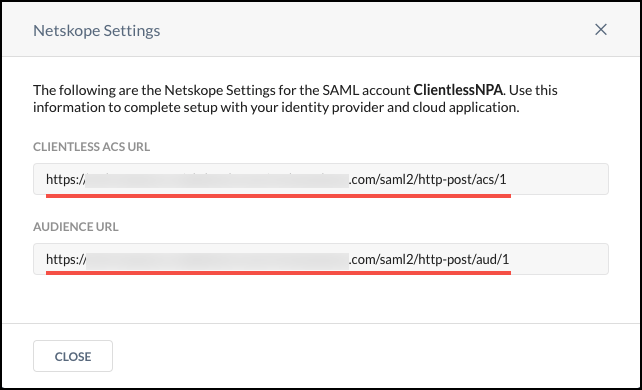 Netskope Settings
The following are the Netskope Settings for the SAML account ClientlessNPA. Use this
information to complete setup with your identity provider and cloud application.
CLIENTLESS ACS URL
https:// .com/saml2/http-post/acs/1
AUDIENCE URL
https:// .com/saml2/http-post/aud/1
CLOSE